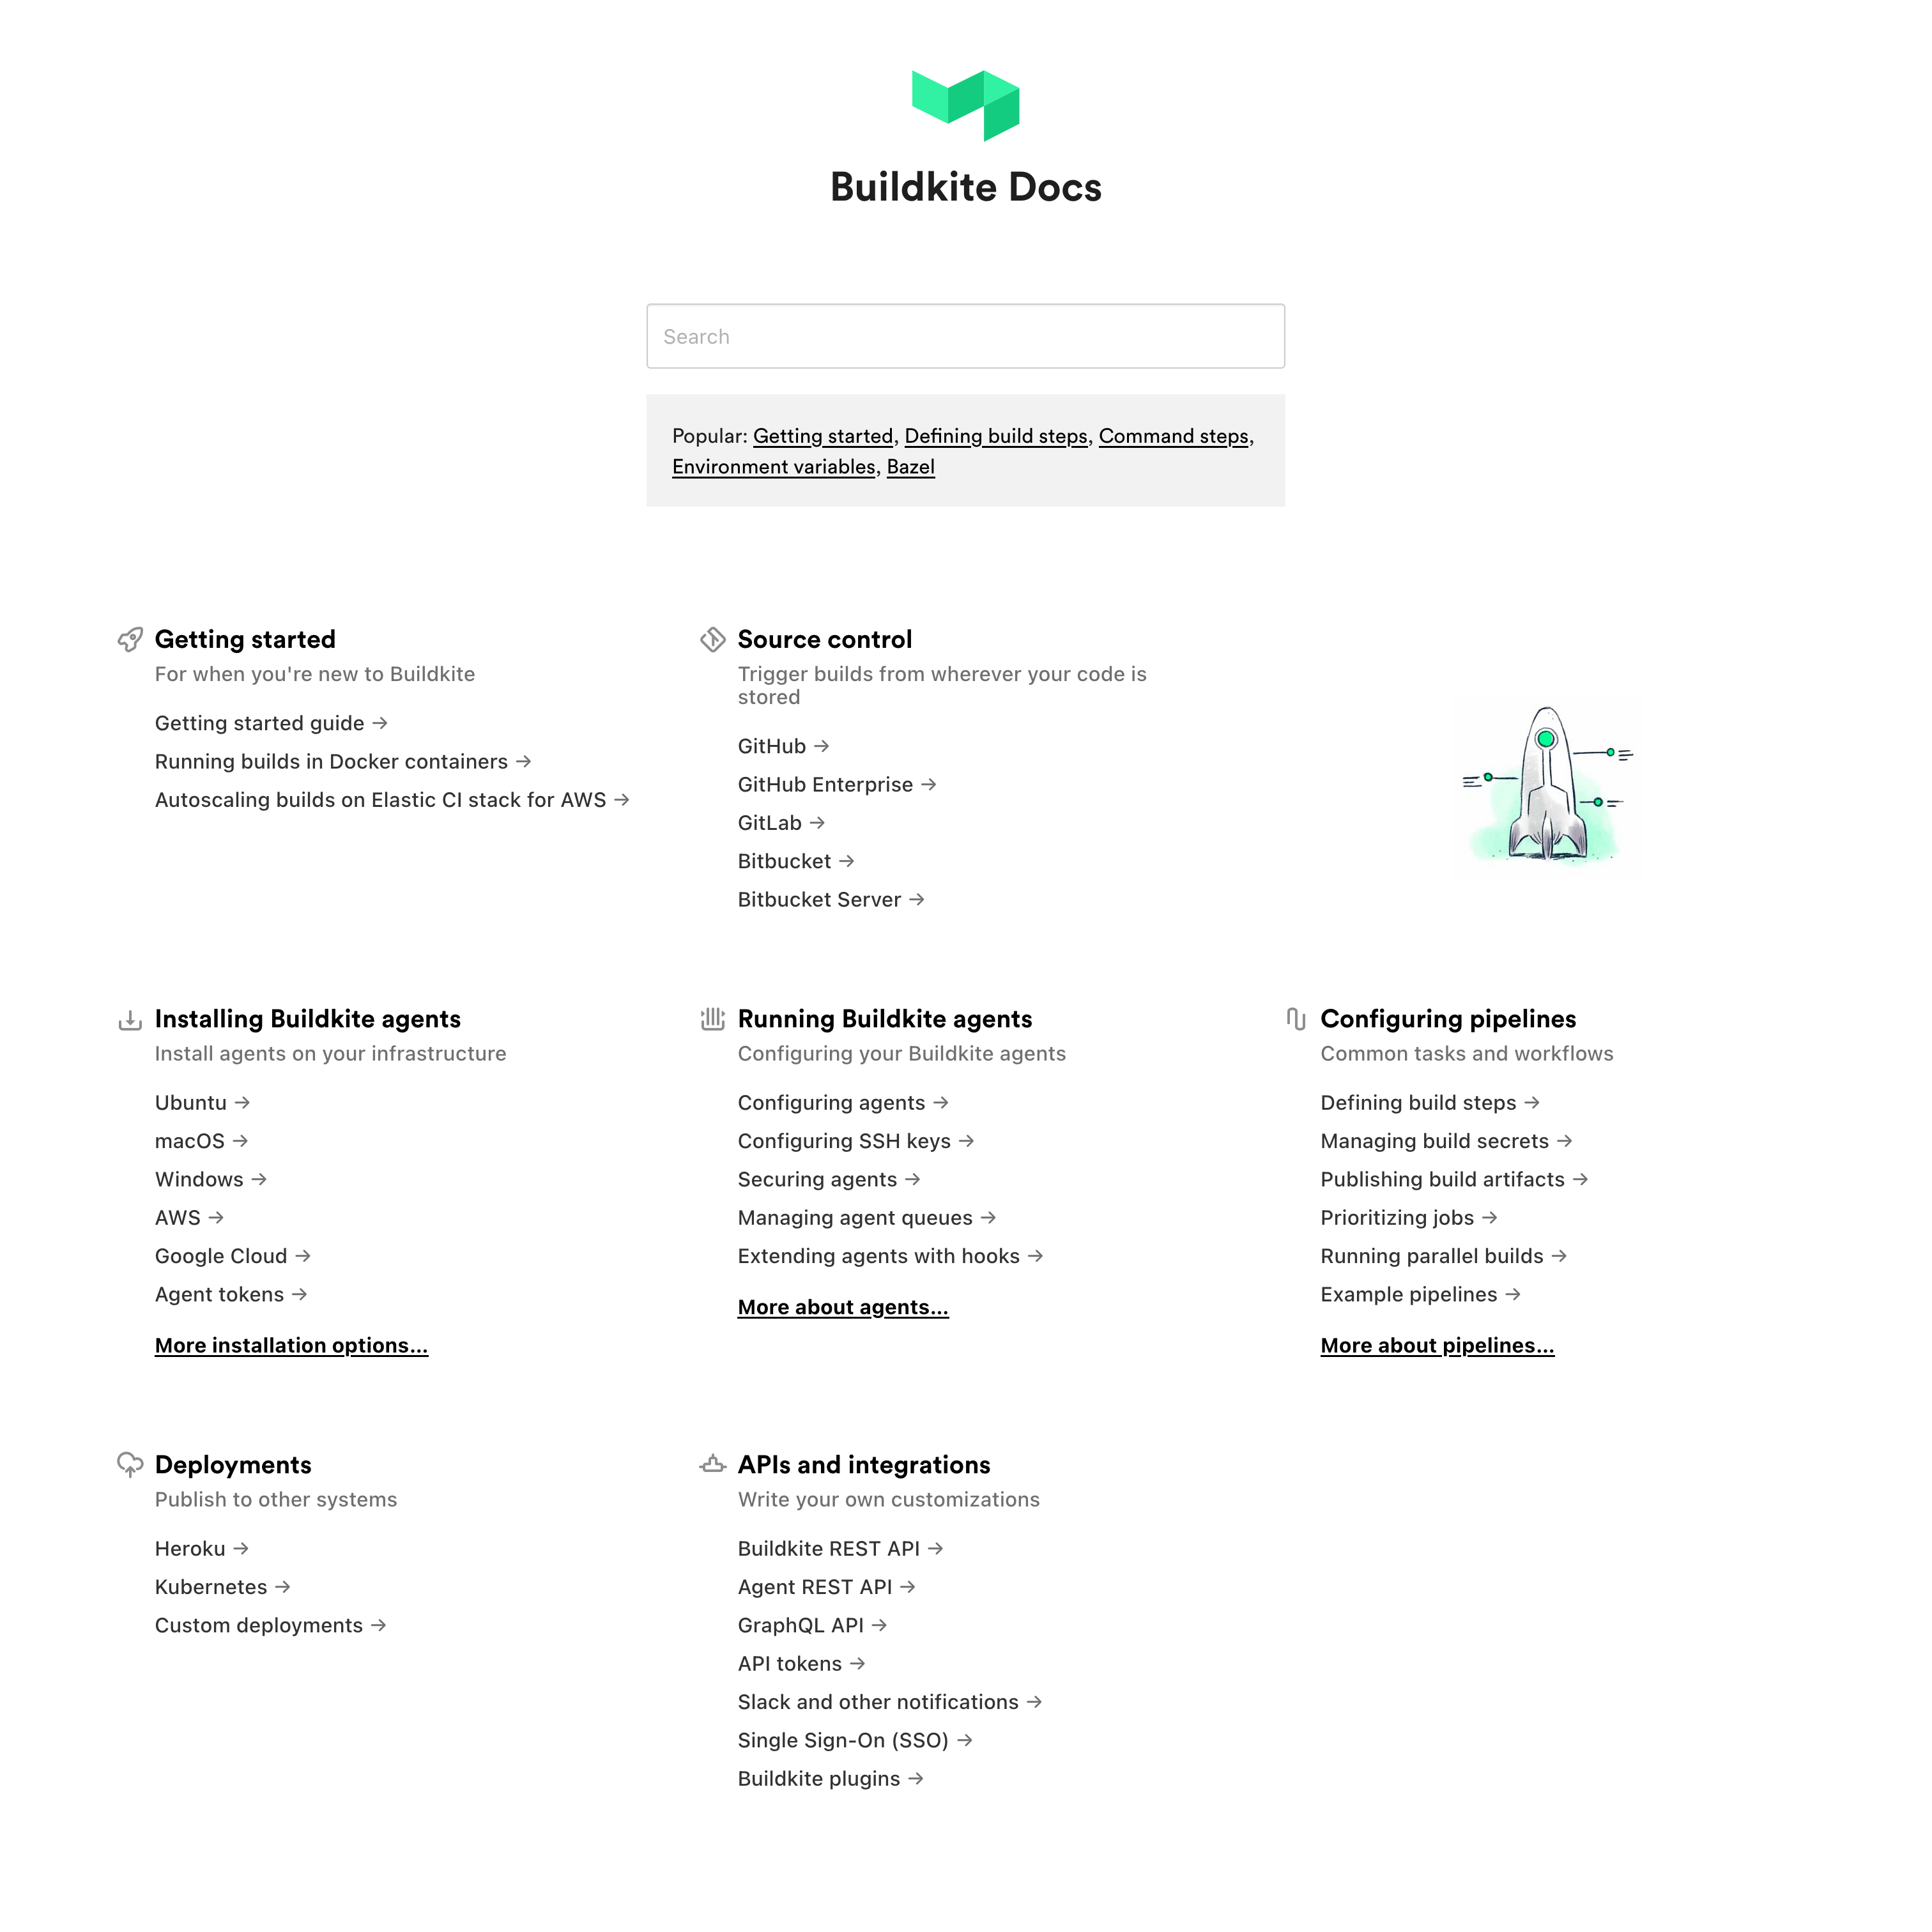 Buildkite Docs
Search
Popular: Getting started, Defining build steps, Command steps,
Environment variables, Bazel
Getting started
For when you're new to Buildkite
Getting started guide →
Running builds in Docker containers →
Autoscaling builds on Elastic CI stack for AWS →
Source control
Trigger builds from wherever your code is
stored
GitHub →
GitHub Enterprise →
GitLab →
Bitbucket →
Bitbucket Server →
Installing Buildkite agents
Install agents on your infrastructure
Ubuntu →
macOS →
Windows →
AWS →
Google Cloud →
Agent tokens →
More installation options...
Running Buildkite agents
Configuring your Buildkite agents
Configuring agents →
Configuring SSH keys →
Securing agents →
Managing agent queues →
Extending agents with hooks →
More about agents...
Configuring pipelines
Common tasks and workflows
Defining build steps →
Managing build secrets →
Publishing build artifacts →
Prioritizing jobs →
Running parallel builds →
Example pipelines →
More about pipelines...
Deployments
Publish to other systems
Heroku →
Kubernetes →
Custom deployments →
APIs and integrations
Write your own customizations
Buildkite REST API →
Agent REST API →
GraphQL API →
API tokens →
Slack and other notifications →
Single Sign-On (SSO) →
Buildkite plugins →